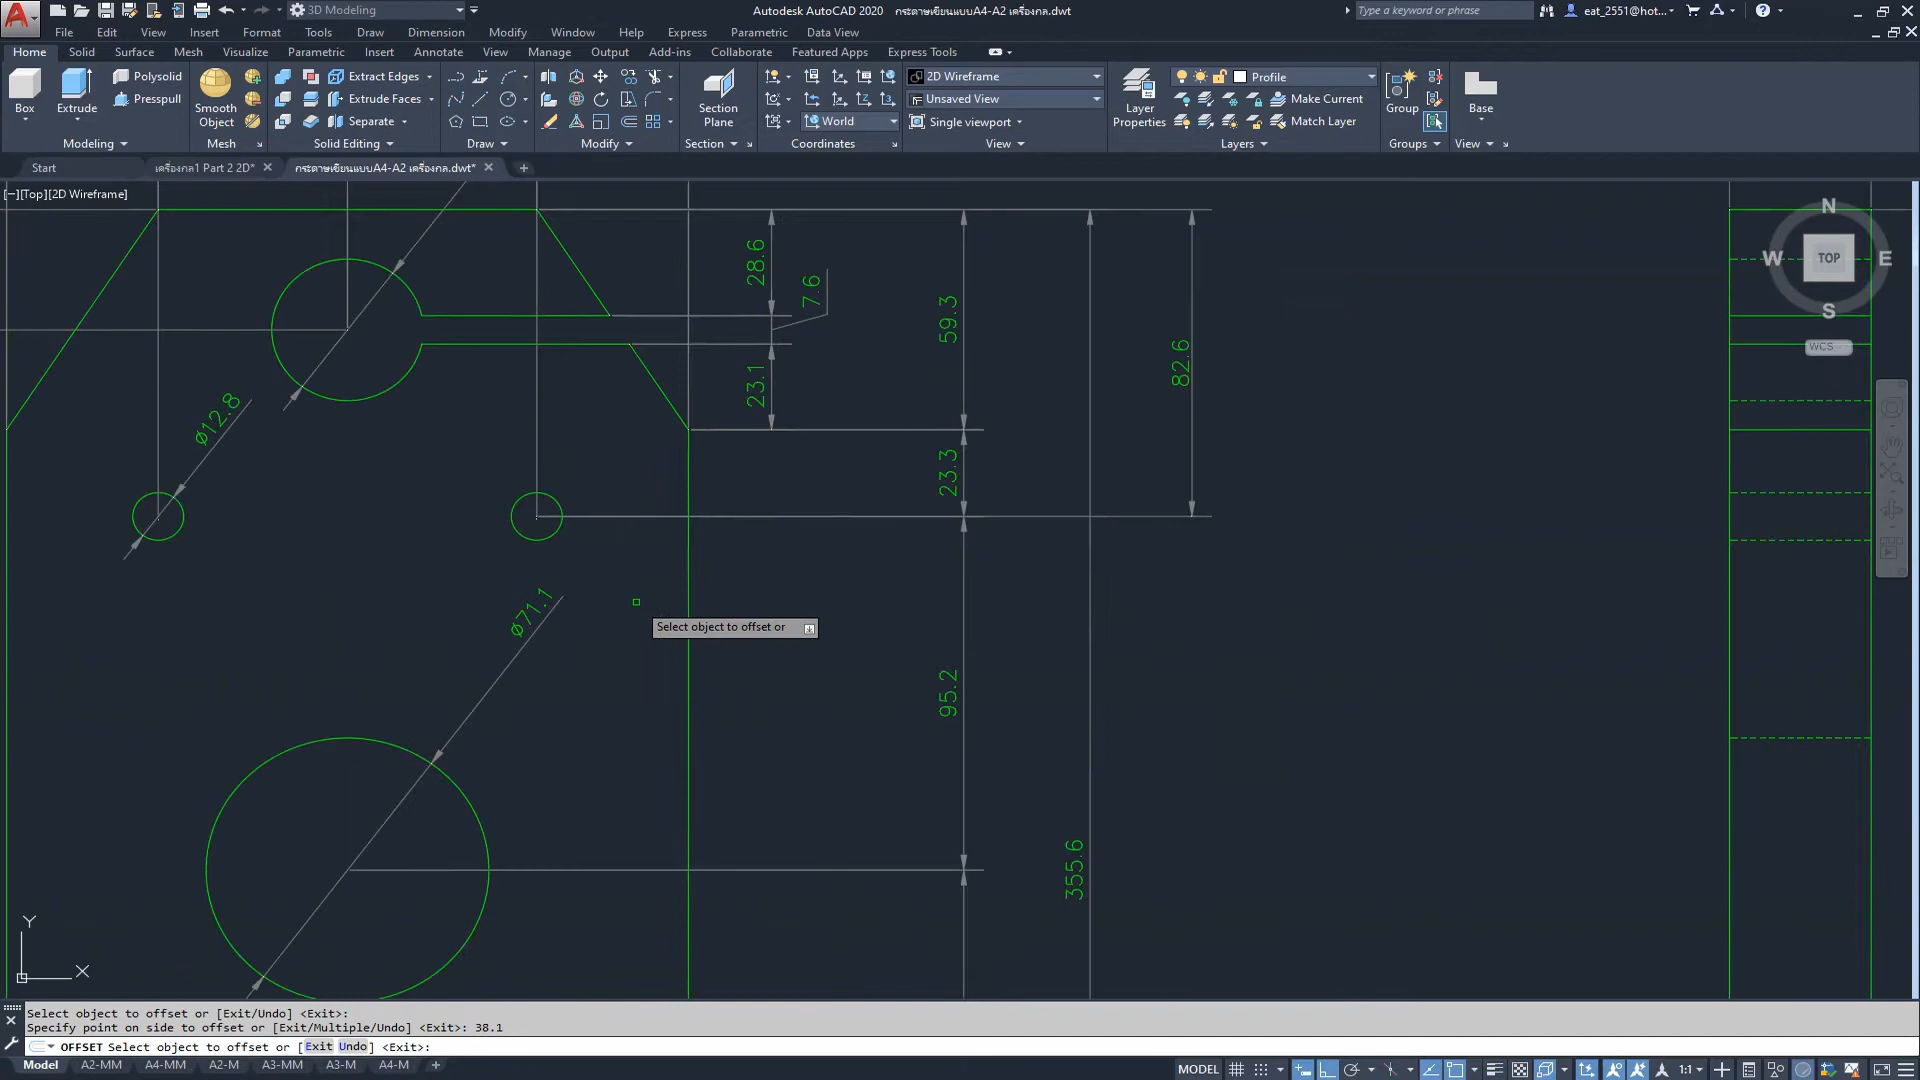 3D Modeling
Autodesk AutoCAD 2020 กระดาษเขียนแบบA4-A2 เครื่องกล.dwt
Type a keyword or phrase
eat_2551@hot...
File Edit View Insert Format Tools Draw Dimension Modify Window Help Express Parametric Data View
Home Solid Surface Mesh Visualize Parametric Insert Annotate View Manage Output Add-ins Collaborate Featured Apps Express Tools
Box
Extrude
Polysolid
Presspull
Smooth
Object
Extract Edges
Extrude Faces
Separate
Section
Plane
World
2D Wireframe
Unsaved View
Single viewport
Layer
Properties
Profile
Make Current
Match Layer
Group
Base
Modeling Mesh Solid Editing Draw Modify Section Coordinates View Layers Groups View
Start เครื่องกล1 Part 2 2D* กระดาษเขียนแบบA4-A2 เครื่องกล.dwt*
[−][Top][2D Wireframe]
N
W TOP E
S
WCS
28.6
7.6
59.3
82.6
23.1
ø12.8
23.3
ø71.1
Select object to offset or
95.2
355.6
Y
X
Select object to offset or [Exit/Undo] <Exit>:
Specify point on side to offset or [Exit/Multiple/Undo] <Exit>: 38.1
OFFSET Select object to offset or [Exit Undo] <Exit>:
Model A2-MM A4-MM A2-M A3-MM A3-M A4-M +
MODEL
1:1